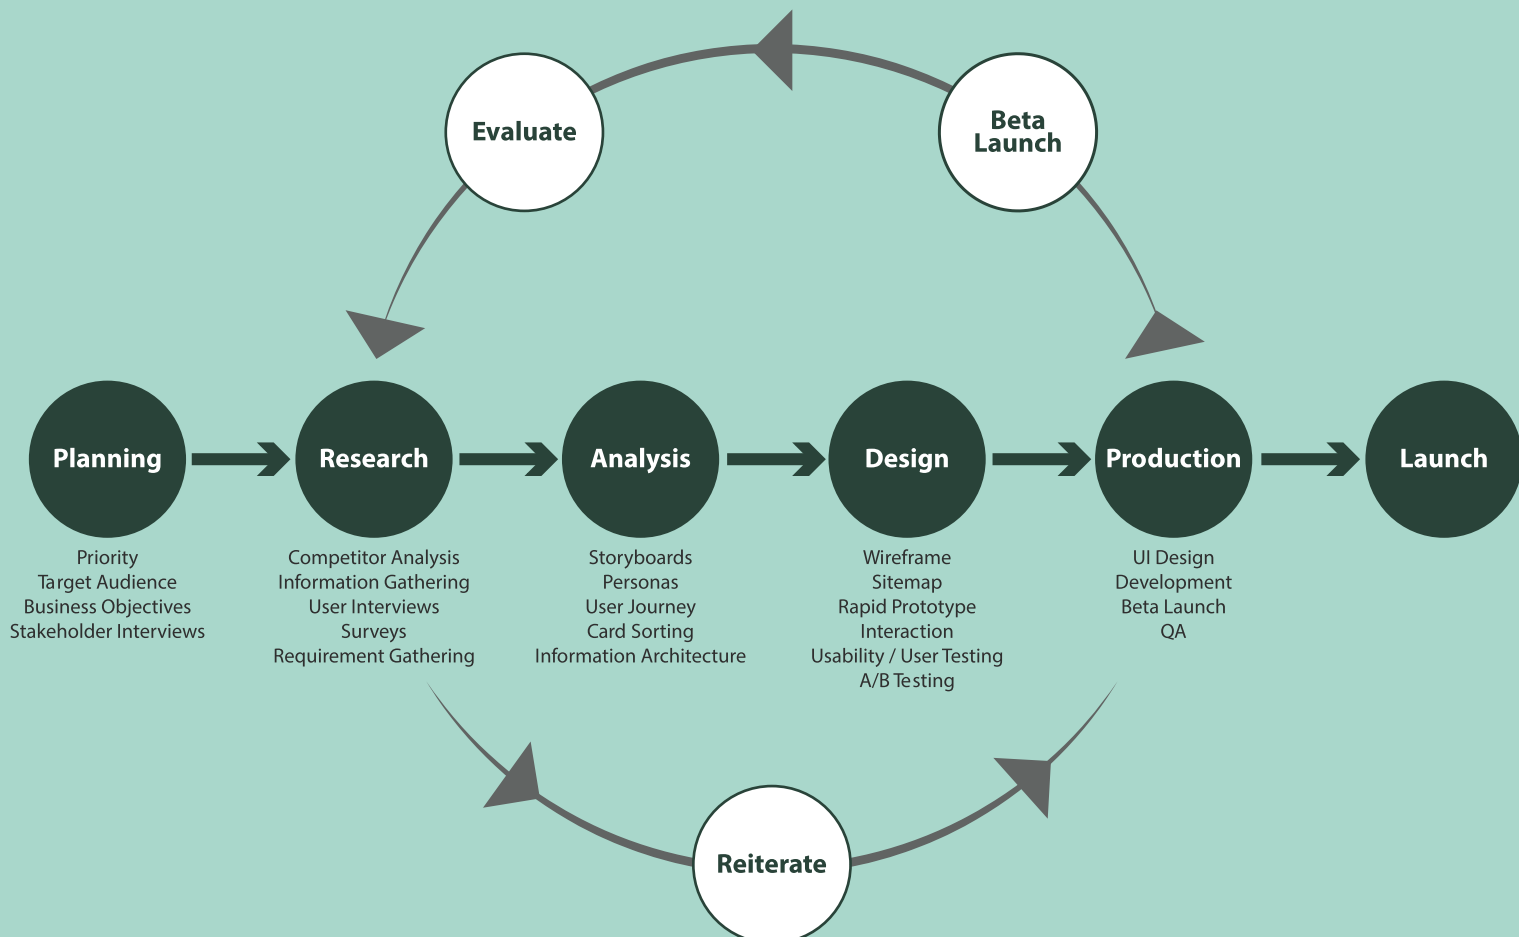 Evaluate
Beta
Launch
Planning
Research
Analysis
Design
Production
Launch
Priority
Target Audience
Business Objectives
Stakeholder Interviews
Competitor Analysis
Information Gathering
User Interviews
Surveys
Requirement Gathering
Storyboards
Personas
User Journey
Card Sorting
Information Architecture
Wireframe
Sitemap
Rapid Prototype
Interaction
Usability / User Testing
A/B Testing
UI Design
Development
Beta Launch
QA
Reiterate